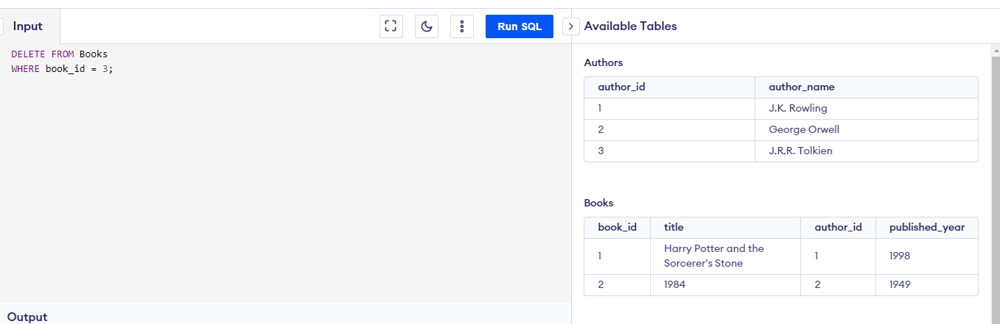 Input
Run SQL
Available Tables
DELETE FROM Books
WHERE book_id = 3;
Authors
author_id author_name
1 J.K. Rowling
2 George Orwell
3 J.R.R. Tolkien
Books
book_id title author_id published_year
1 Harry Potter and the
Sorcerer's Stone 1 1998
2 1984 2 1949
Output